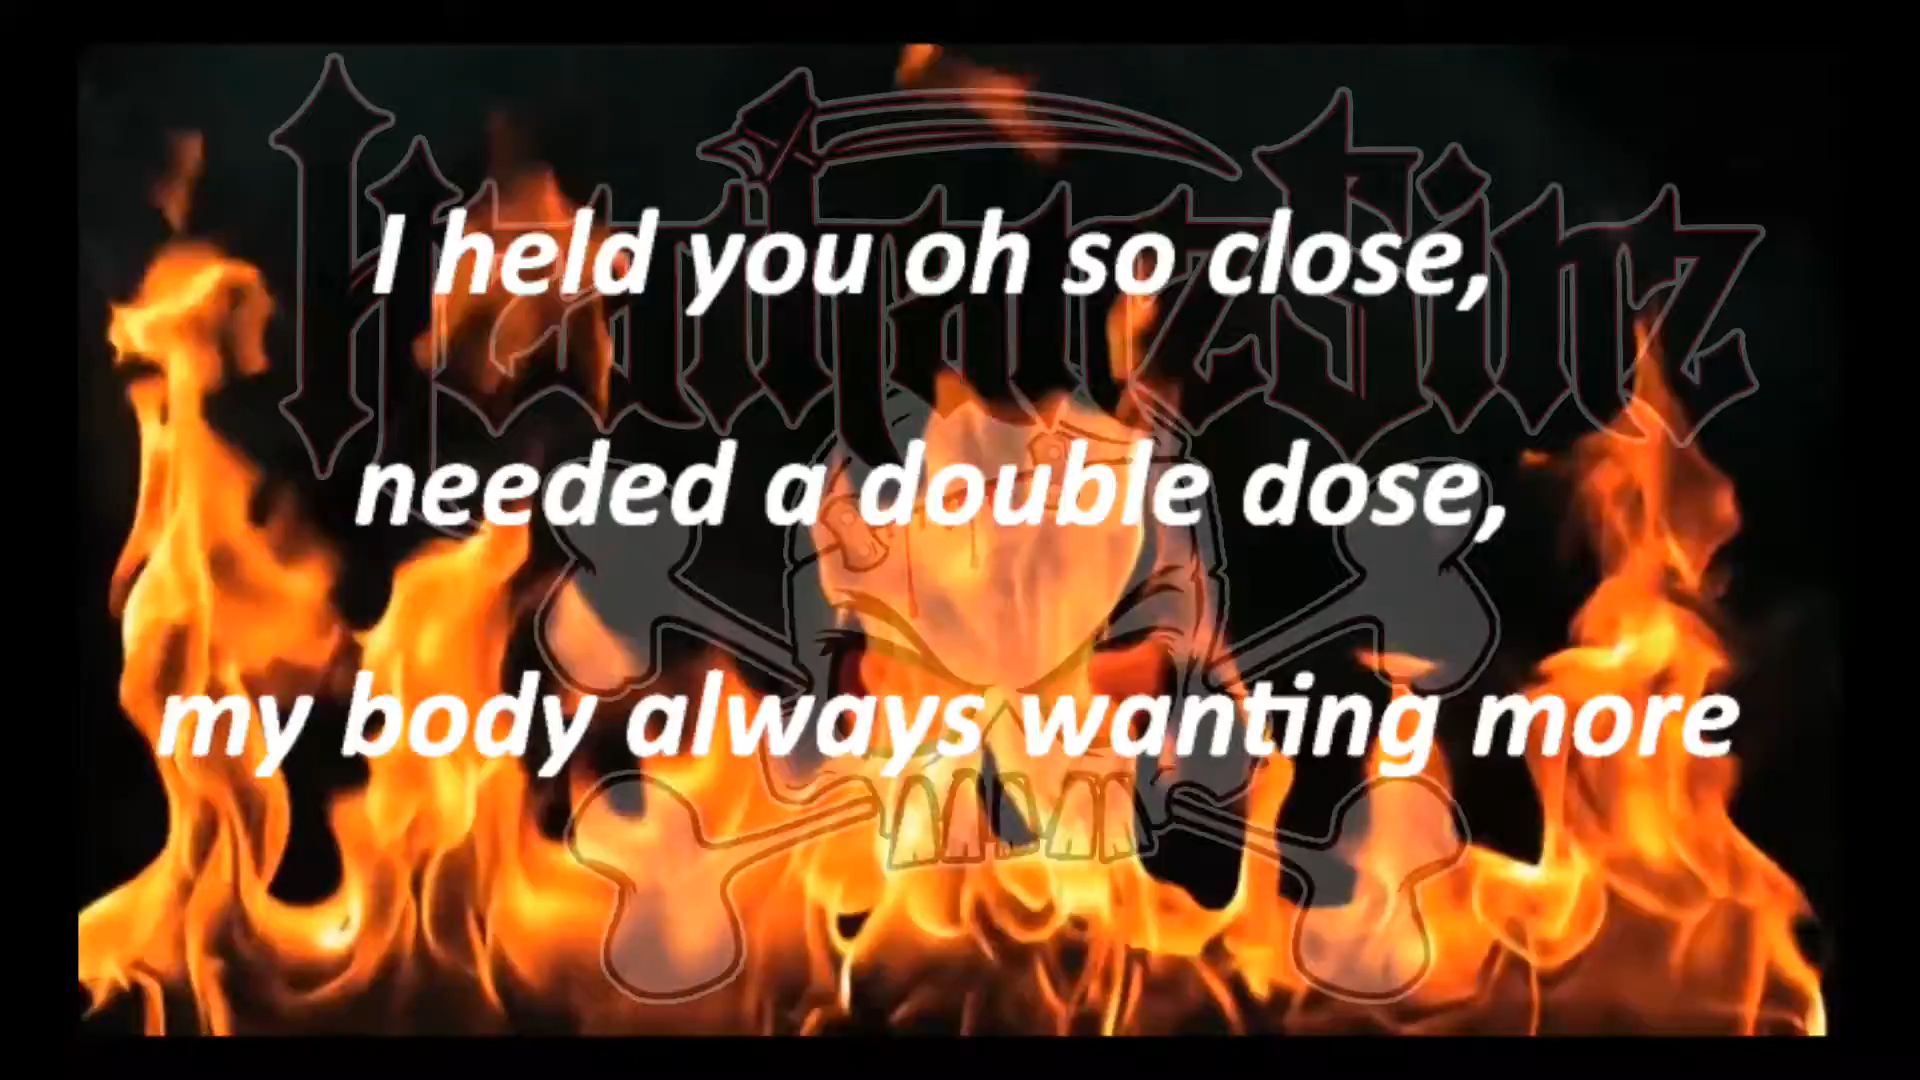 I held you oh so close,
needed a double dose,
my body always wanting more